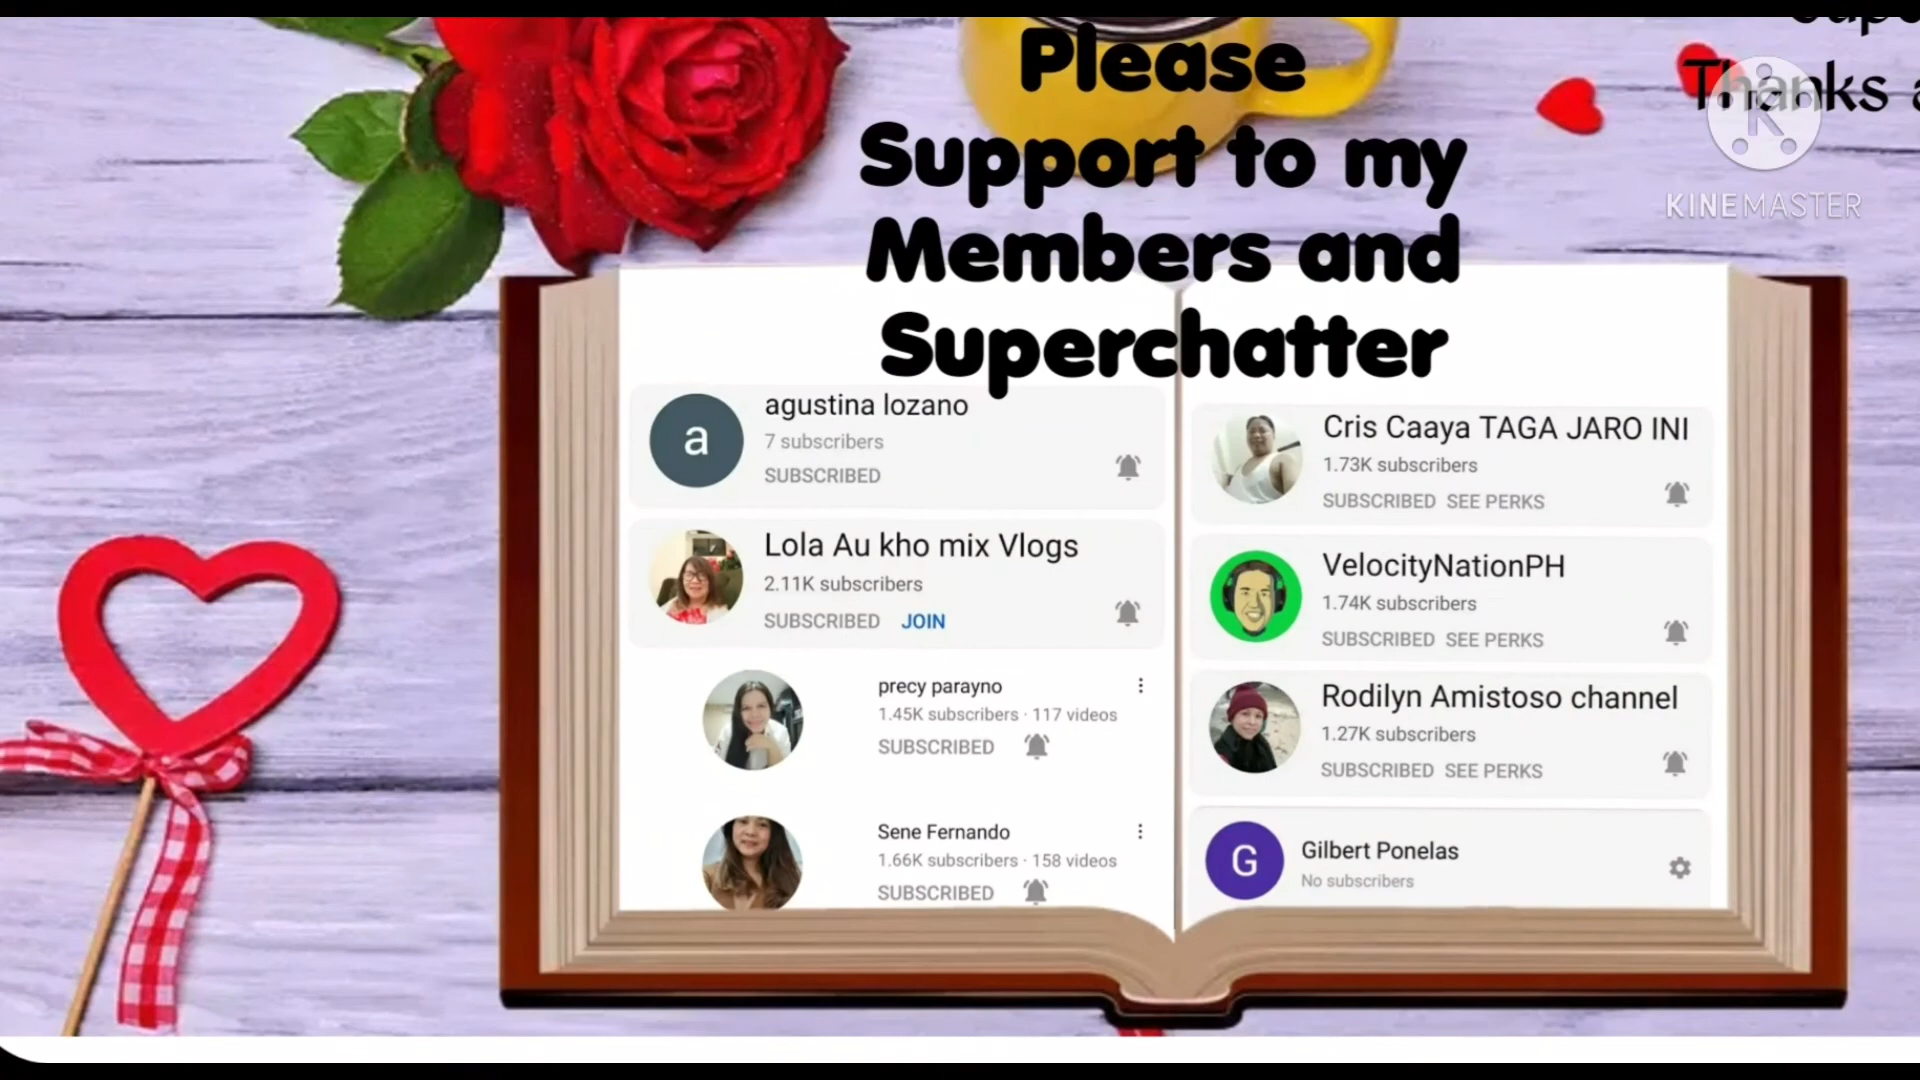 Please
Support to my
Members and
Superchatter
Thanks
KINEMASTER
a
agustina lozano
7 subscribers
SUBSCRIBED
Lola Au kho mix Vlogs
2.11K subscribers
SUBSCRIBED JOIN
precy parayno
1.45K subscribers · 117 videos
SUBSCRIBED
Sene Fernando
1.66K subscribers · 158 videos
SUBSCRIBED
Cris Caaya TAGA JARO INI
1.73K subscribers
SUBSCRIBED SEE PERKS
VelocityNationPH
1.74K subscribers
SUBSCRIBED SEE PERKS
Rodilyn Amistoso channel
1.27K subscribers
SUBSCRIBED SEE PERKS
G
Gilbert Ponelas
No subscribers